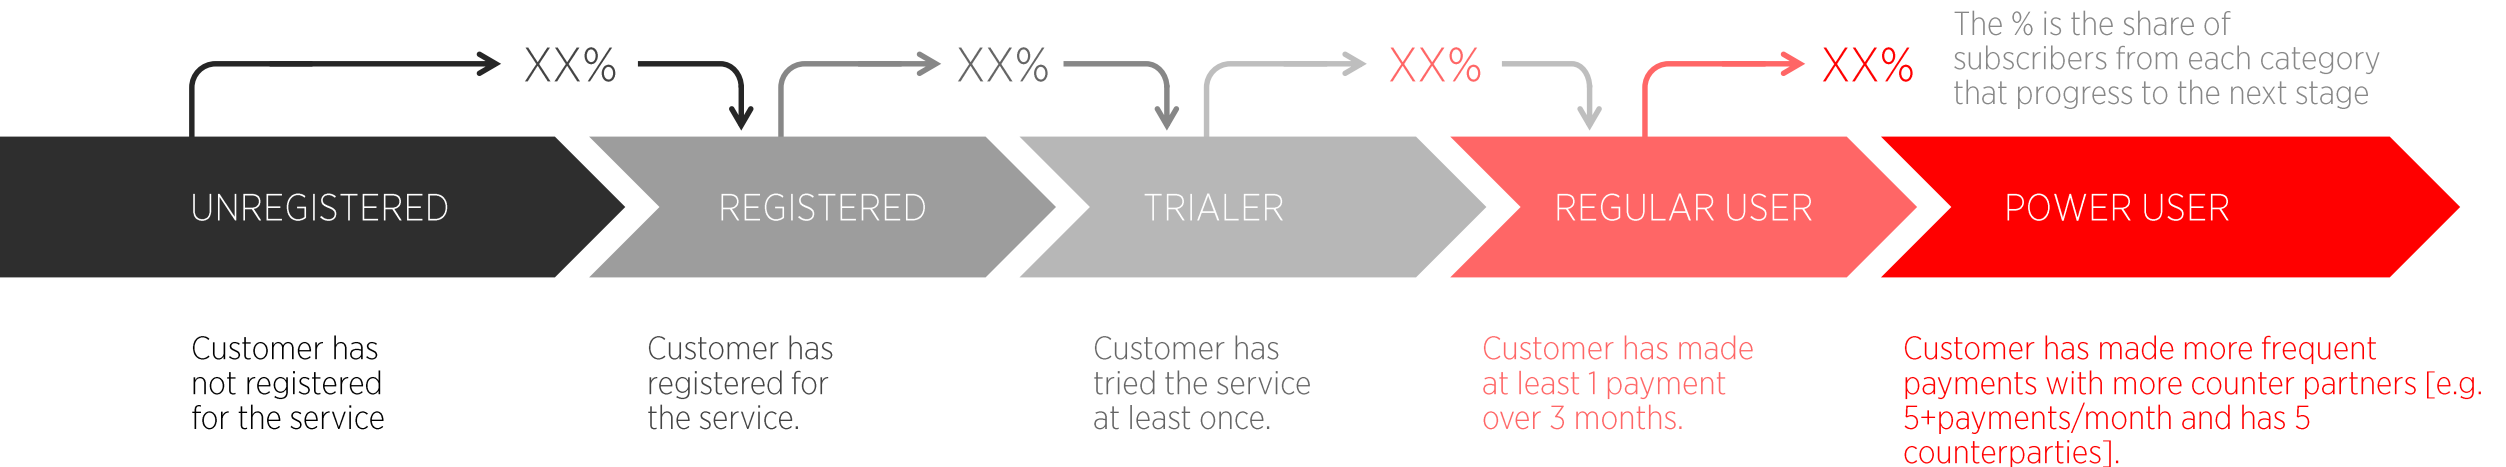 XX%
XX%
XX%
XX%
The % is the share of
subscribers from each category
that progress to the next stage
UNREGISTERED
REGISTERED
TRIALER
REGULAR USER
POWER USER
Customer has
not registered
for the service
Customer has
registered for
the service.
Customer has
tried the service
at least once.
Customer has made
at least 1 payment
over 3 months.
Customer has made more frequent
payments with more counter partners [e.g.
5+payments/month and has 5
counterparties].